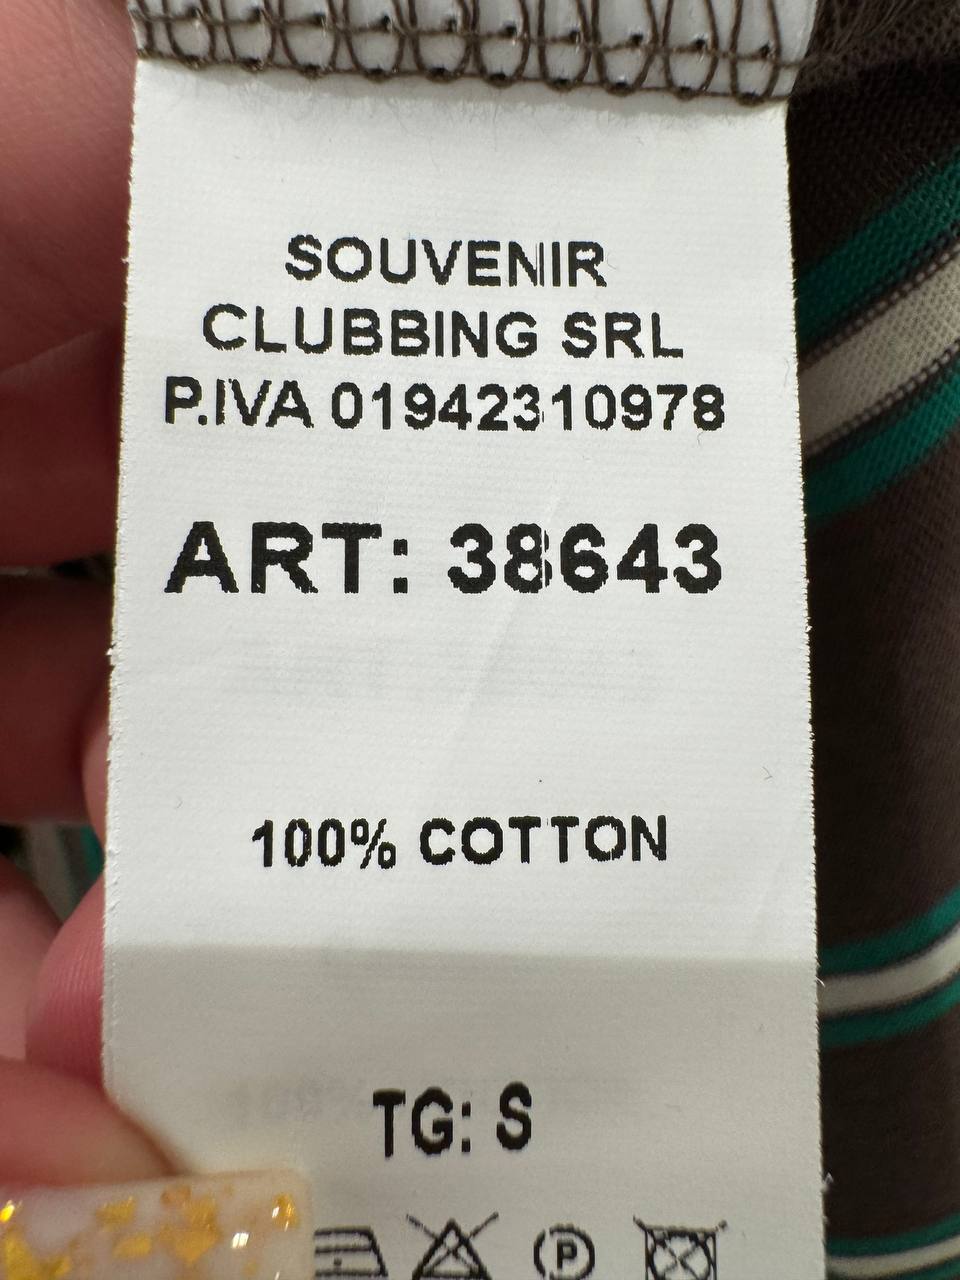 SOUVENIR
CLUBBING SRL
P.IVA 01942310978
ART: 38643
100% COTTON
TG: S
P